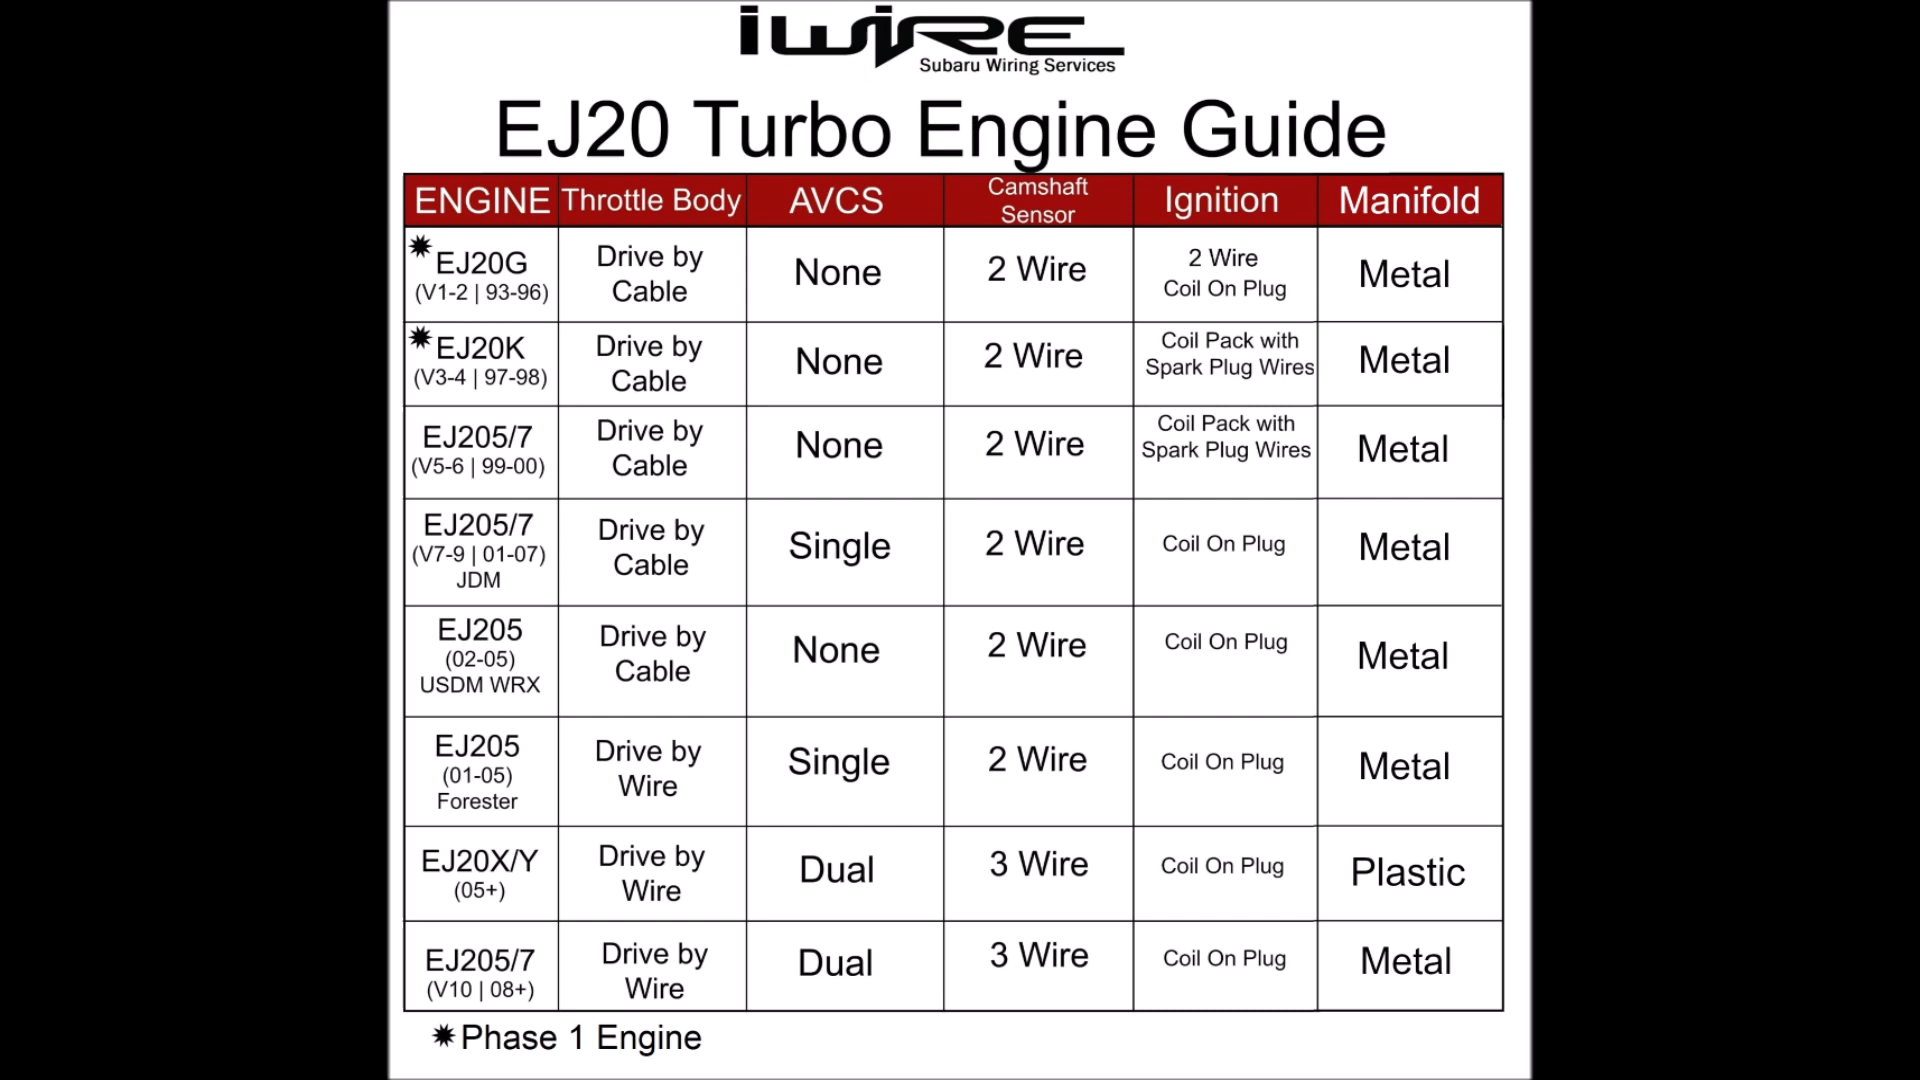 iWiRE
Subaru Wiring Services
EJ20 Turbo Engine Guide
ENGINE Throttle Body AVCS Camshaft Sensor Ignition Manifold
EJ20G
(V1-2 | 93-96)
Drive by
Cable
None
2 Wire
2 Wire
Coil On Plug
Metal
EJ20K
(V3-4 | 97-98)
Drive by
Cable
None
2 Wire
Coil Pack with
Spark Plug Wires
Metal
EJ205/7
(V5-6 | 99-00)
Drive by
Cable
None
2 Wire
Coil Pack with
Spark Plug Wires
Metal
EJ205/7
(V7-9 | 01-07)
JDM
Drive by
Cable
Single
2 Wire
Coil On Plug
Metal
EJ205
(02-05)
USDM WRX
Drive by
Cable
None
2 Wire
Coil On Plug
Metal
EJ205
(01-05)
Forester
Drive by
Wire
Single
2 Wire
Coil On Plug
Metal
EJ20X/Y
(05+)
Drive by
Wire
Dual
3 Wire
Coil On Plug
Plastic
EJ205/7
(V10 | 08+)
Drive by
Wire
Dual
3 Wire
Coil On Plug
Metal
✹Phase 1 Engine